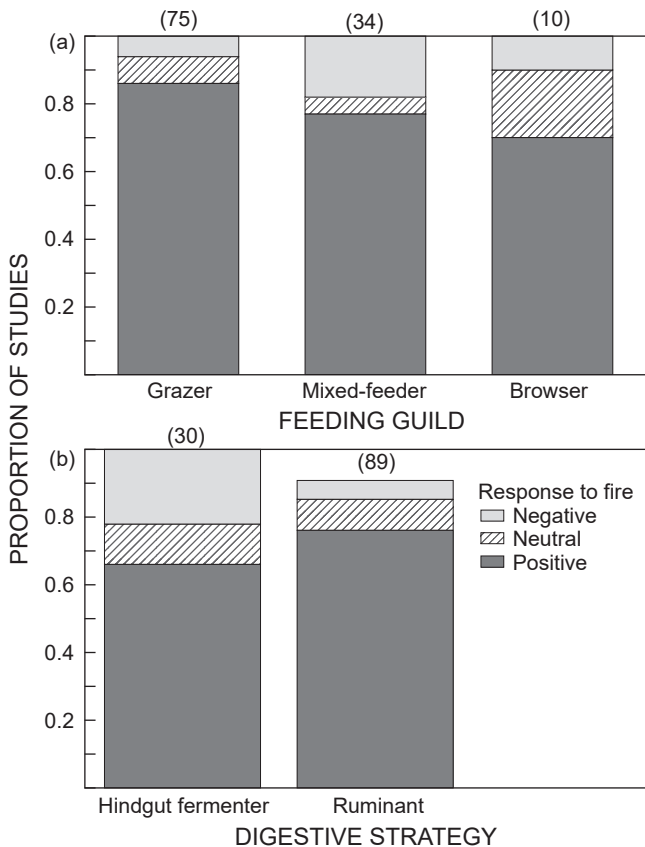 (75) (34) (10)
(a)
0.8
0.6
0.4
0.2
Grazer Mixed-feeder Browser
FEEDING GUILD
PROPORTION OF STUDIES
(30) (89)
(b)
0.8
0.6
0.4
0.2
Response to fire
Negative
Neutral
Positive
Hindgut fermenter Ruminant
DIGESTIVE STRATEGY